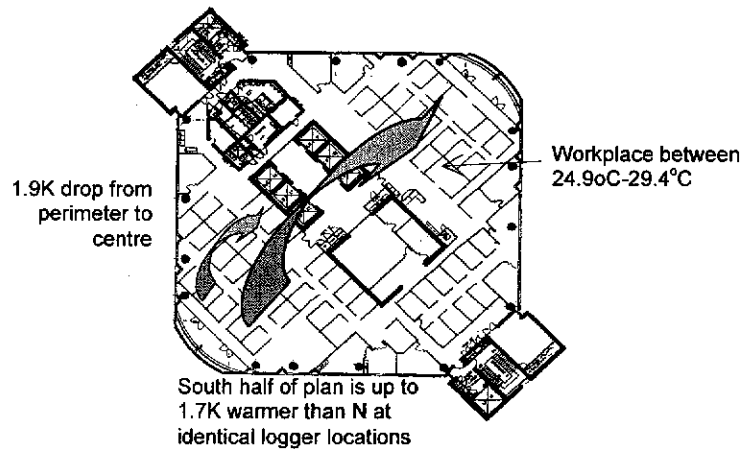 1.9K drop from
perimeter to
centre
Workplace between
24.9oC-29.4°C
South half of plan is up to
1.7K warmer than N at
identical logger locations